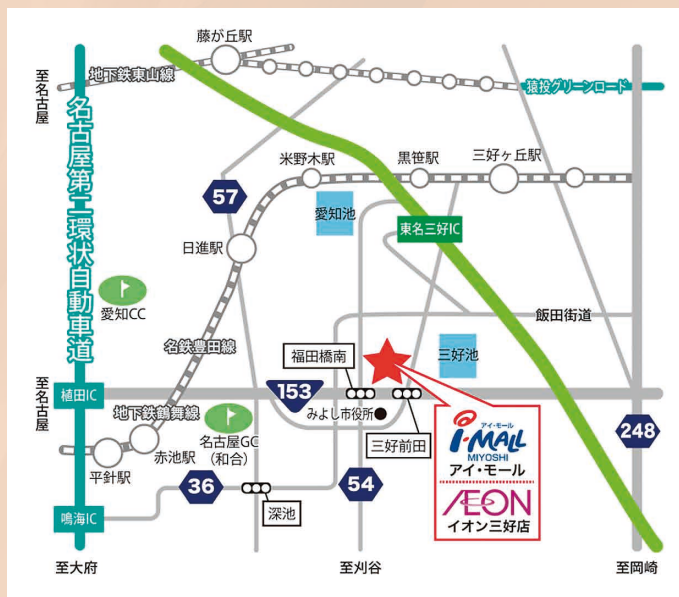 藤が丘駅
至名古屋
地下鉄東山線
猿投グリーンロード
名古屋第二環状自動車道
米野木駅
黒笹駅
三好ヶ丘駅
57
愛知池
東名三好IC
日進駅
愛知CC
飯田街道
名鉄豊田線
福田橋南
三好池
至名古屋
植田IC
153
地下鉄鶴舞線
みよし市役所
三好前田
248
名古屋GC
(和合)
赤池駅
平針駅
アイ・モール
i-MALL
MIYOSHI
アイ・モール
36
54
深池
鳴海IC
ÆON
イオン三好店
至大府
至刈谷
至岡崎